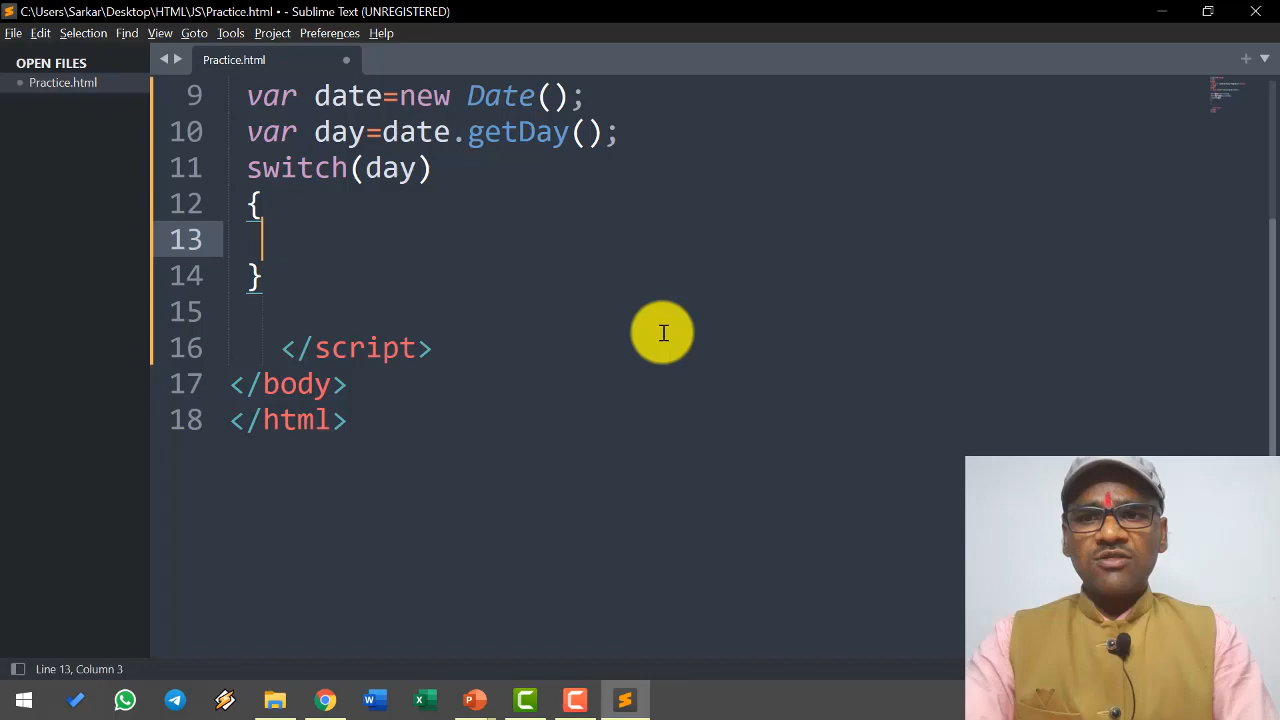 C:\Users\Sarkar\Desktop\HTML\JS\Practice.html • - Sublime Text (UNREGISTERED)
File Edit Selection Find View Goto Tools Project Preferences Help
OPEN FILES
Practice.html
Practice.html
9 var date=new Date();
10 var day=date.getDay();
11 switch(day)
12 {
13
14 }
15
16 </script>
17 </body>
18 </html>
Line 13, Column 3